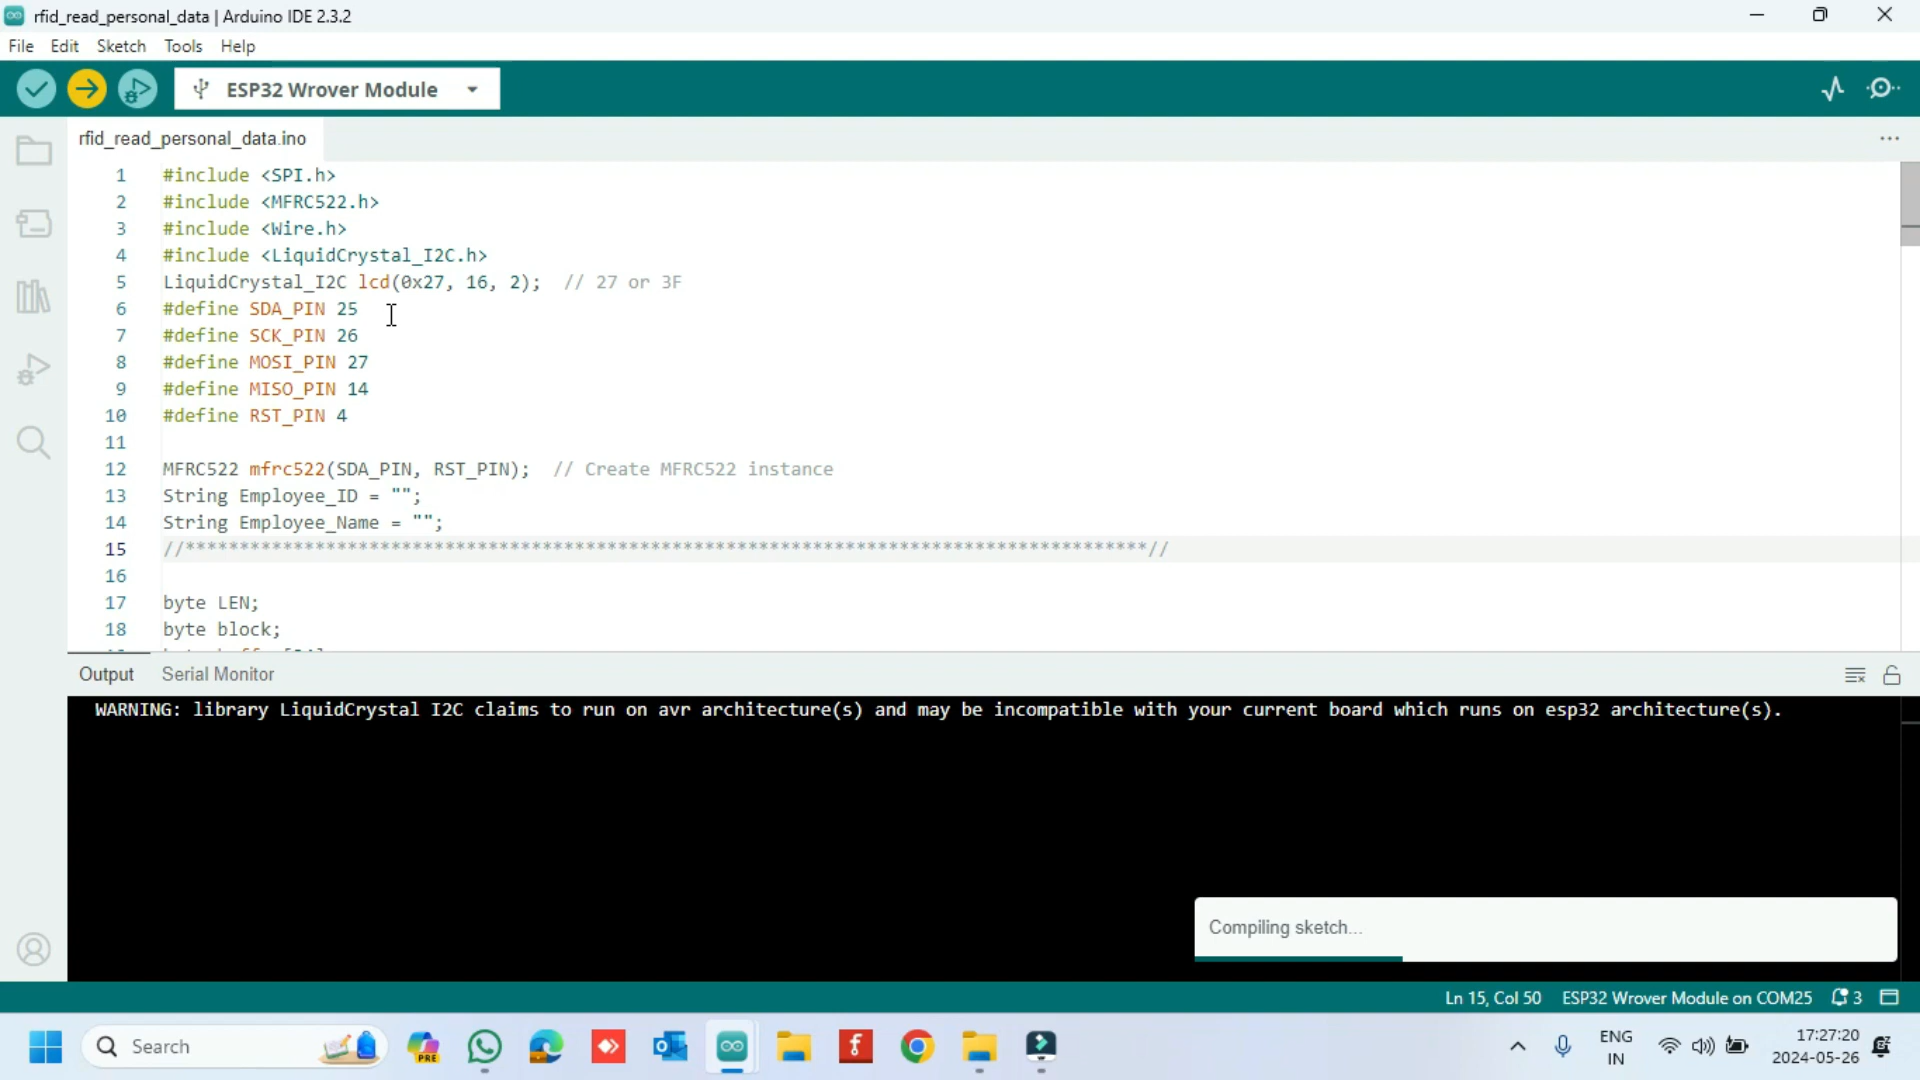 rfid_read_personal_data | Arduino IDE 2.3.2
File Edit Sketch Tools Help
ESP32 Wrover Module
rfid_read_personal_data.ino
1 #include <SPI.h>
2 #include <MFRC522.h>
3 #include <Wire.h>
4 #include <LiquidCrystal_I2C.h>
5 LiquidCrystal_I2C lcd(0x27, 16, 2); // 27 or 3F
6 #define SDA_PIN 25
7 #define SCK_PIN 26
8 #define MOSI_PIN 27
9 #define MISO_PIN 14
10 #define RST_PIN 4
11
12 MFRC522 mfrc522(SDA_PIN, RST_PIN); // Create MFRC522 instance
13 String Employee_ID = "";
14 String Employee_Name = "";
15 //*****************************************************************************************//
16
17 byte LEN;
18 byte block;
Output Serial Monitor
WARNING: library LiquidCrystal I2C claims to run on avr architecture(s) and may be incompatible with your current board which runs on esp32 architecture(s).
Compiling sketch...
Ln 15, Col 50 ESP32 Wrover Module on COM25 3
Search
PRE
ENG
IN
17:27:20
2024-05-26